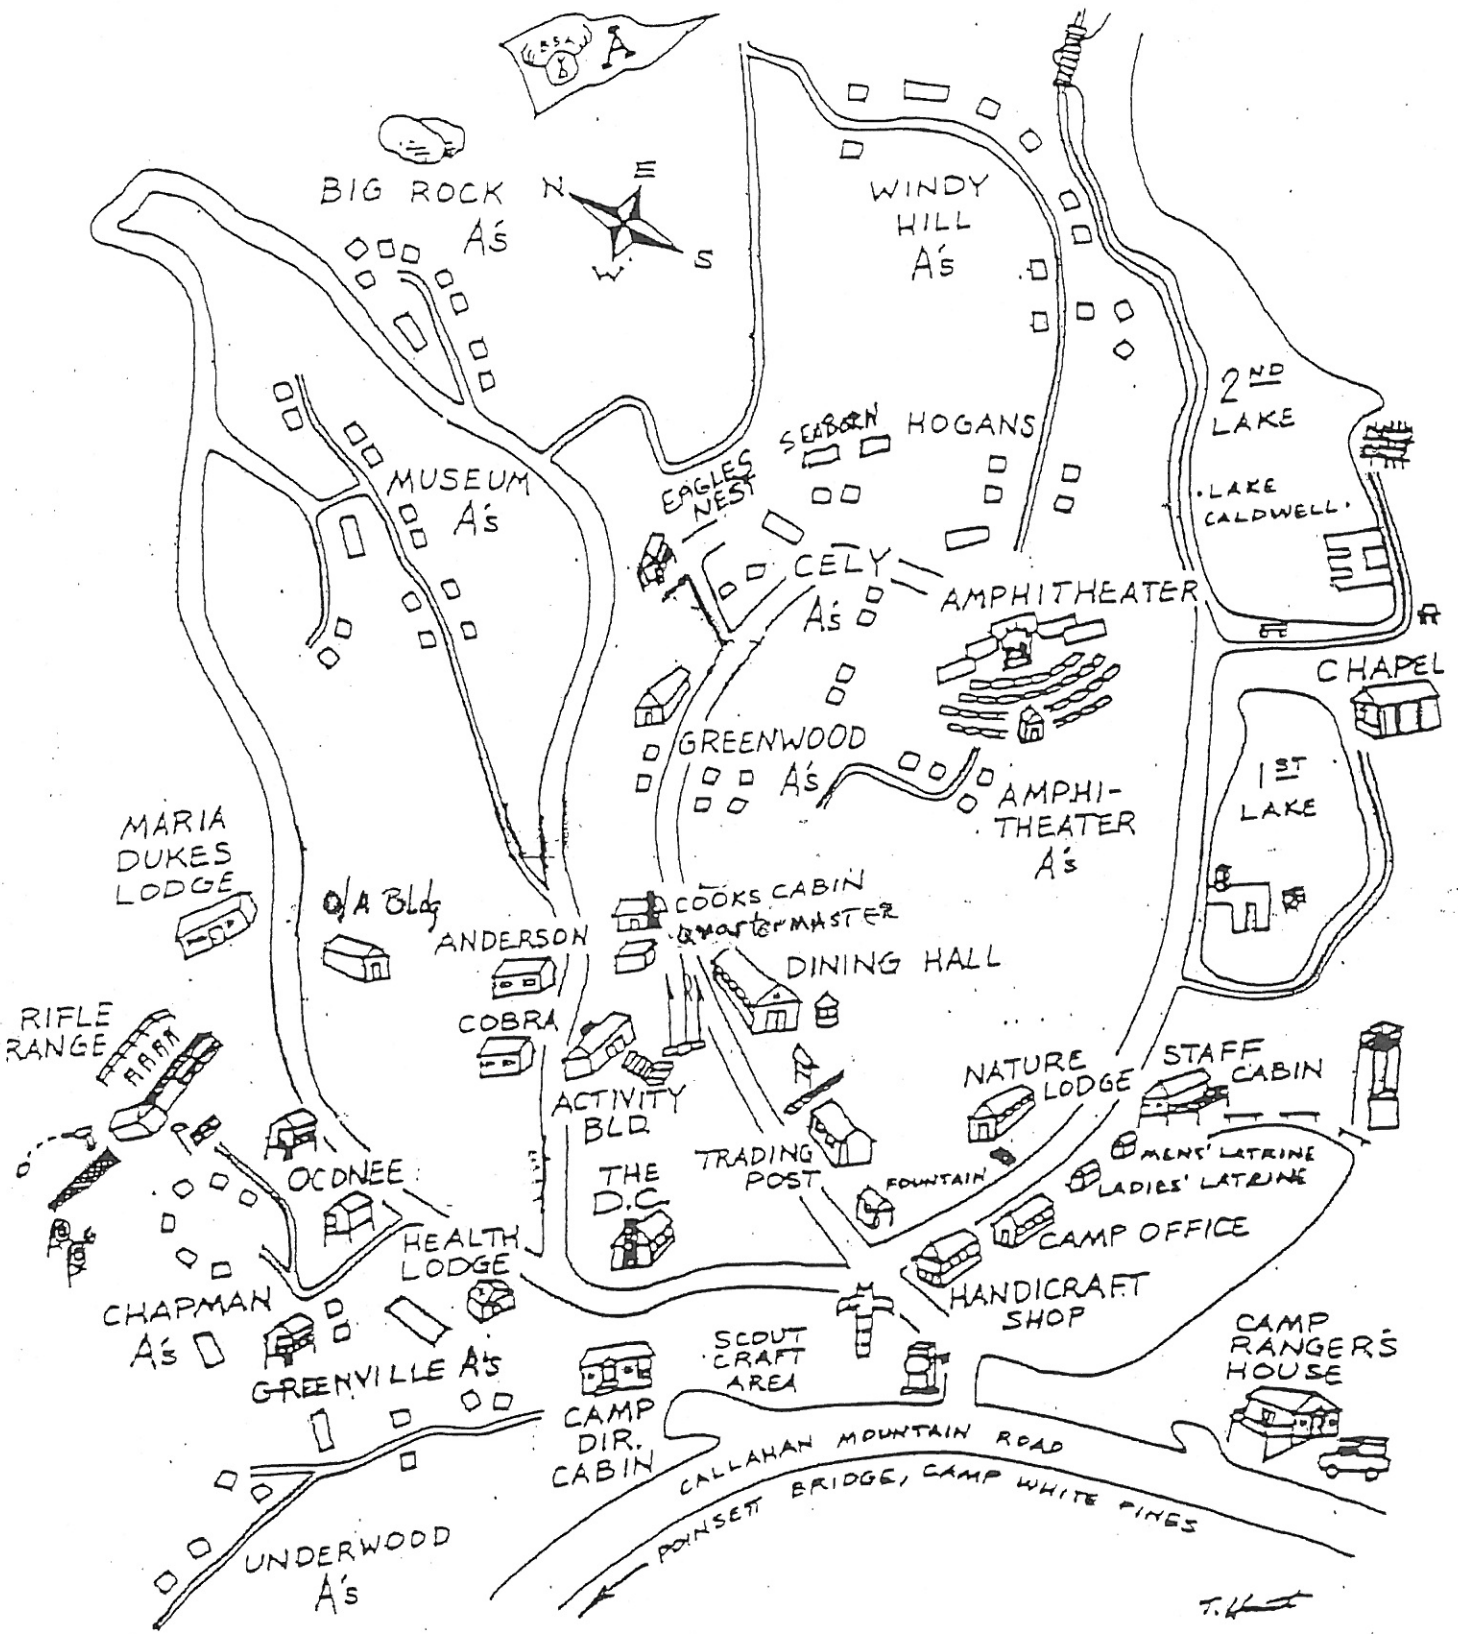 B S A
A
BIG ROCK
A's
N
E
W
S
WINDY
HILL
A's
2ND
LAKE
LAKE
CALDWELL
SEABORN
HOGANS
MUSEUM
A's
EAGLES
NEST
CELY
A's
AMPHITHEATER
CHAPEL
GREENWOOD
A's
1ST
LAKE
AMPHI-
THEATER
A's
MARIA
DUKES
LODGE
O/A Bldg
ANDERSON
COOKS CABIN
QuarterMASTER
DINING HALL
COBRA
RIFLE
RANGE
ACTIVITY
BLD
NATURE
LODGE
STAFF
CABIN
MENS' LATRINE
LADIES' LATRINE
OCONEE
THE
D.C.
TRADING
POST
FOUNTAIN
CAMP OFFICE
HEALTH
LODGE
HANDICRAFT
SHOP
CHAPMAN
A's
GREENVILLE A's
SCOUT
CRAFT
AREA
CAMP
RANGER'S
HOUSE
CAMP
DIR.
CABIN
CALLAHAN MOUNTAIN ROAD
POINSETT BRIDGE, CAMP WHITE PINES
UNDERWOOD
A's